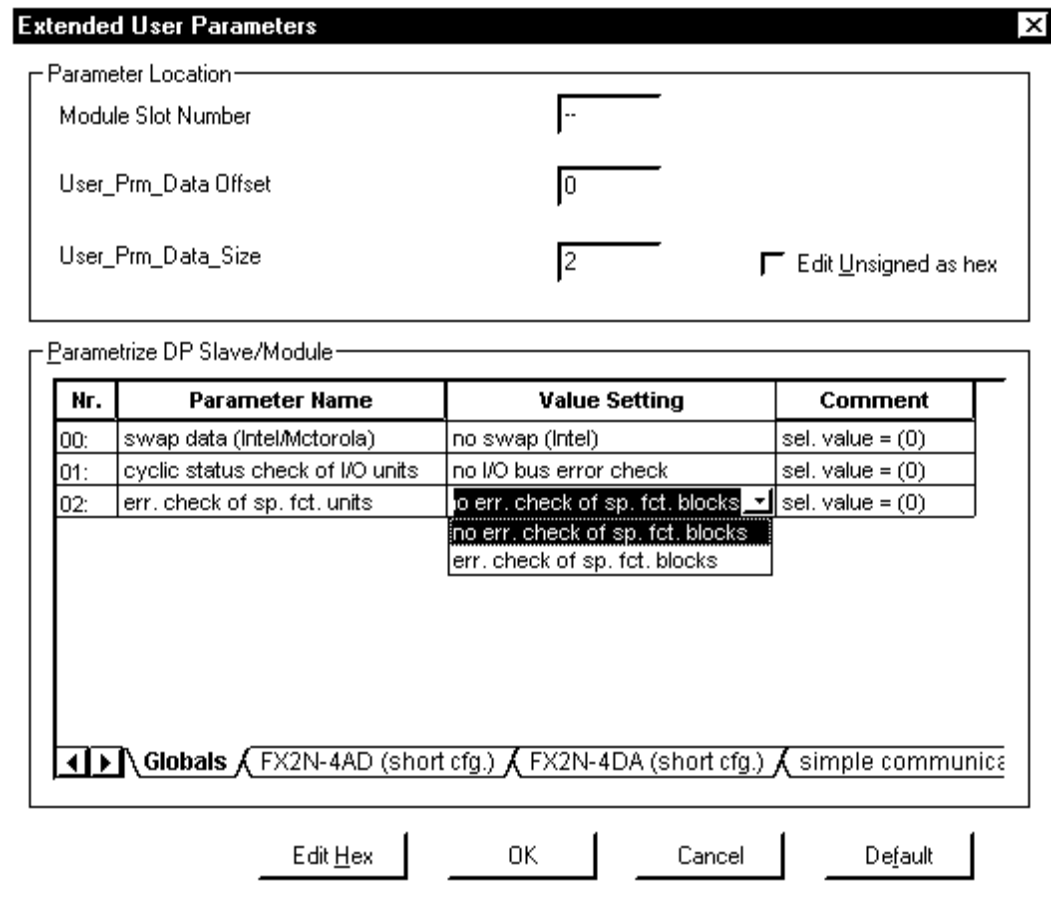 Extended User Parameters
Parameter Location
Module Slot Number --
User_Prm_Data Offset 0
User_Prm_Data_Size 2 Edit Unsigned as hex
Parametrize DP Slave/Module
Nr. Parameter Name Value Setting Comment
00: swap data (Intel/Mctorola) no swap (Intel) sel. value = (0)
01: cyclic status check of I/O units no I/O bus error check sel. value = (0)
02: err. check of sp. fct. units o err. check of sp. fct. blocks sel. value = (0)
no err. check of sp. fct. blocks
err. check of sp. fct. blocks
Globals FX2N-4AD (short cfg.) FX2N-4DA (short cfg.) simple communica
Edit Hex OK Cancel Default